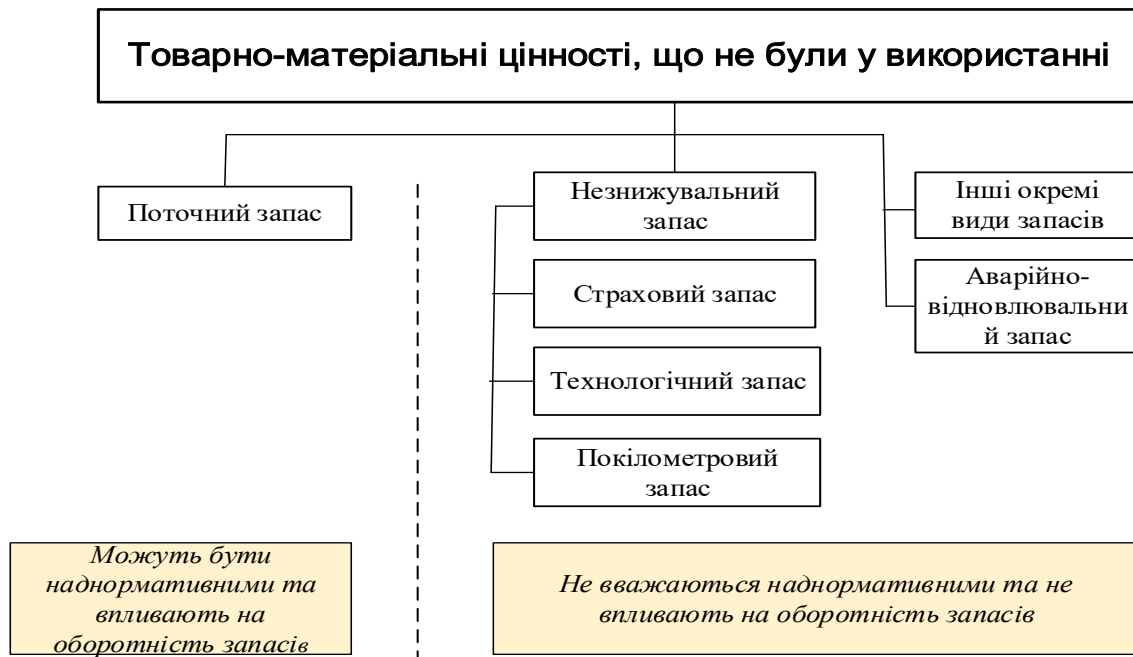 Товарно-матеріальні цінності, що не були у використанні
Поточний запас
Незнижувальний
запас
Страховий запас
Технологічний запас
Покілометровий
запас
Інші окремі
види запасів
Аварійно-
відновлювальни
й запас
Можуть бути
наднормативними та
впливають на
оборотність запасів
Не вважаються наднормативними та не
впливають на оборотність запасів